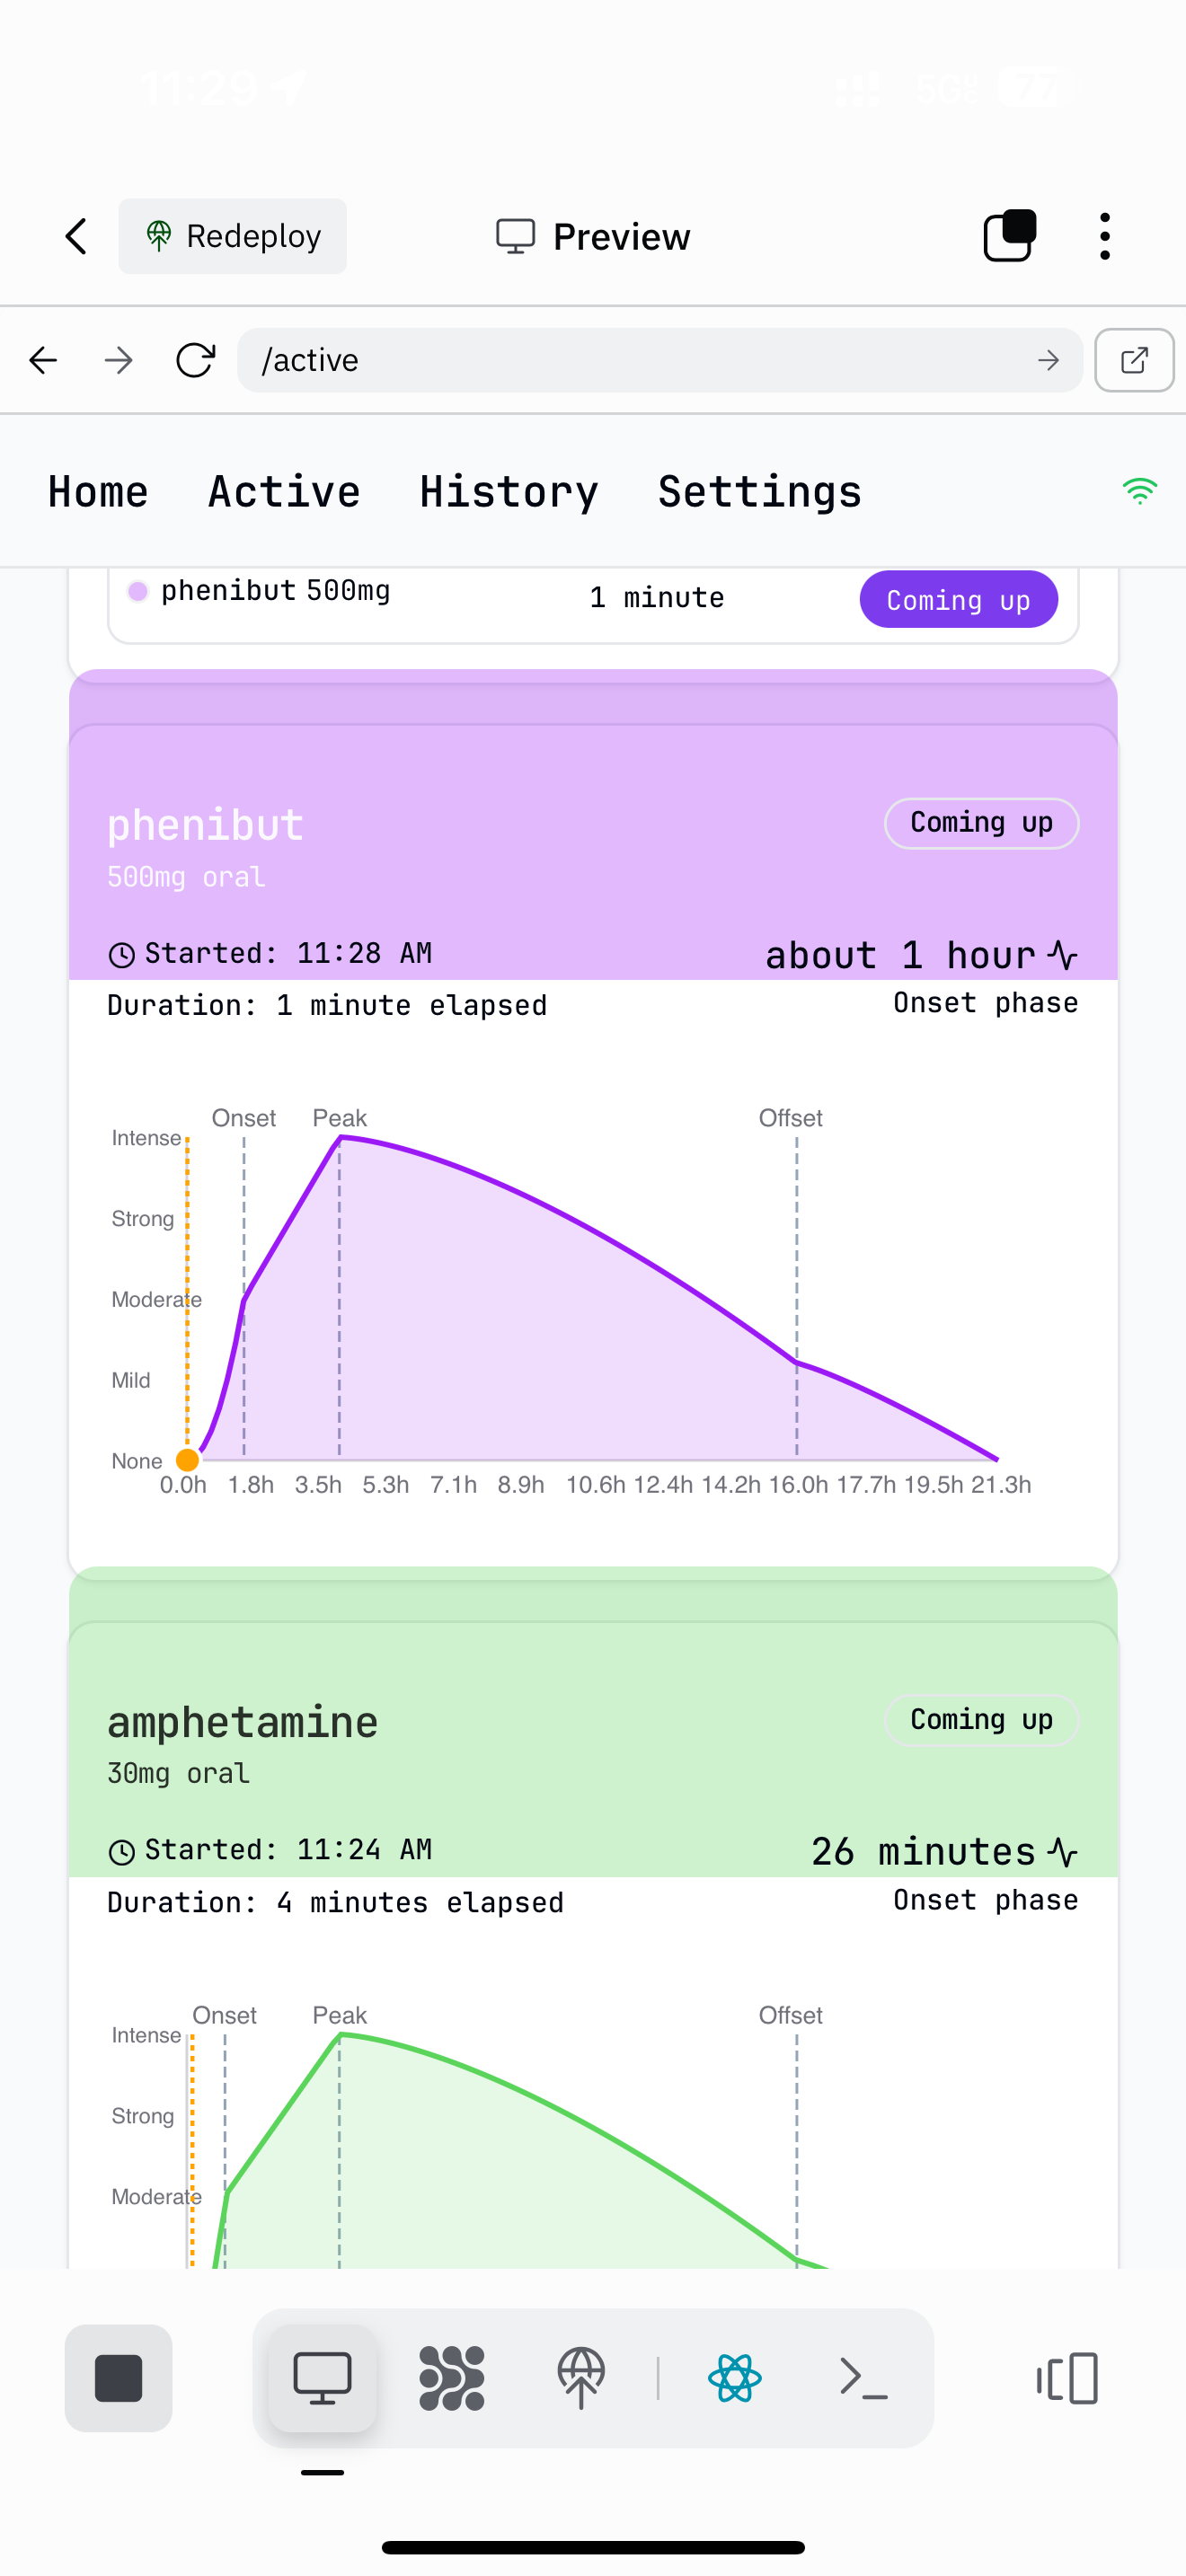 11:29
5G
77
Redeploy
Preview
/active
Home Active History Settings
phenibut 500mg 1 minute Coming up
phenibut Coming up
500mg oral
Started: 11:28 AM about 1 hour
Duration: 1 minute elapsed Onset phase
Onset Peak Offset
Intense
Strong
Moderate
Mild
None
0.0h 1.8h 3.5h 5.3h 7.1h 8.9h 10.6h 12.4h 14.2h 16.0h 17.7h 19.5h 21.3h
amphetamine Coming up
30mg oral
Started: 11:24 AM 26 minutes
Duration: 4 minutes elapsed Onset phase
Onset Peak Offset
Intense
Strong
Moderate